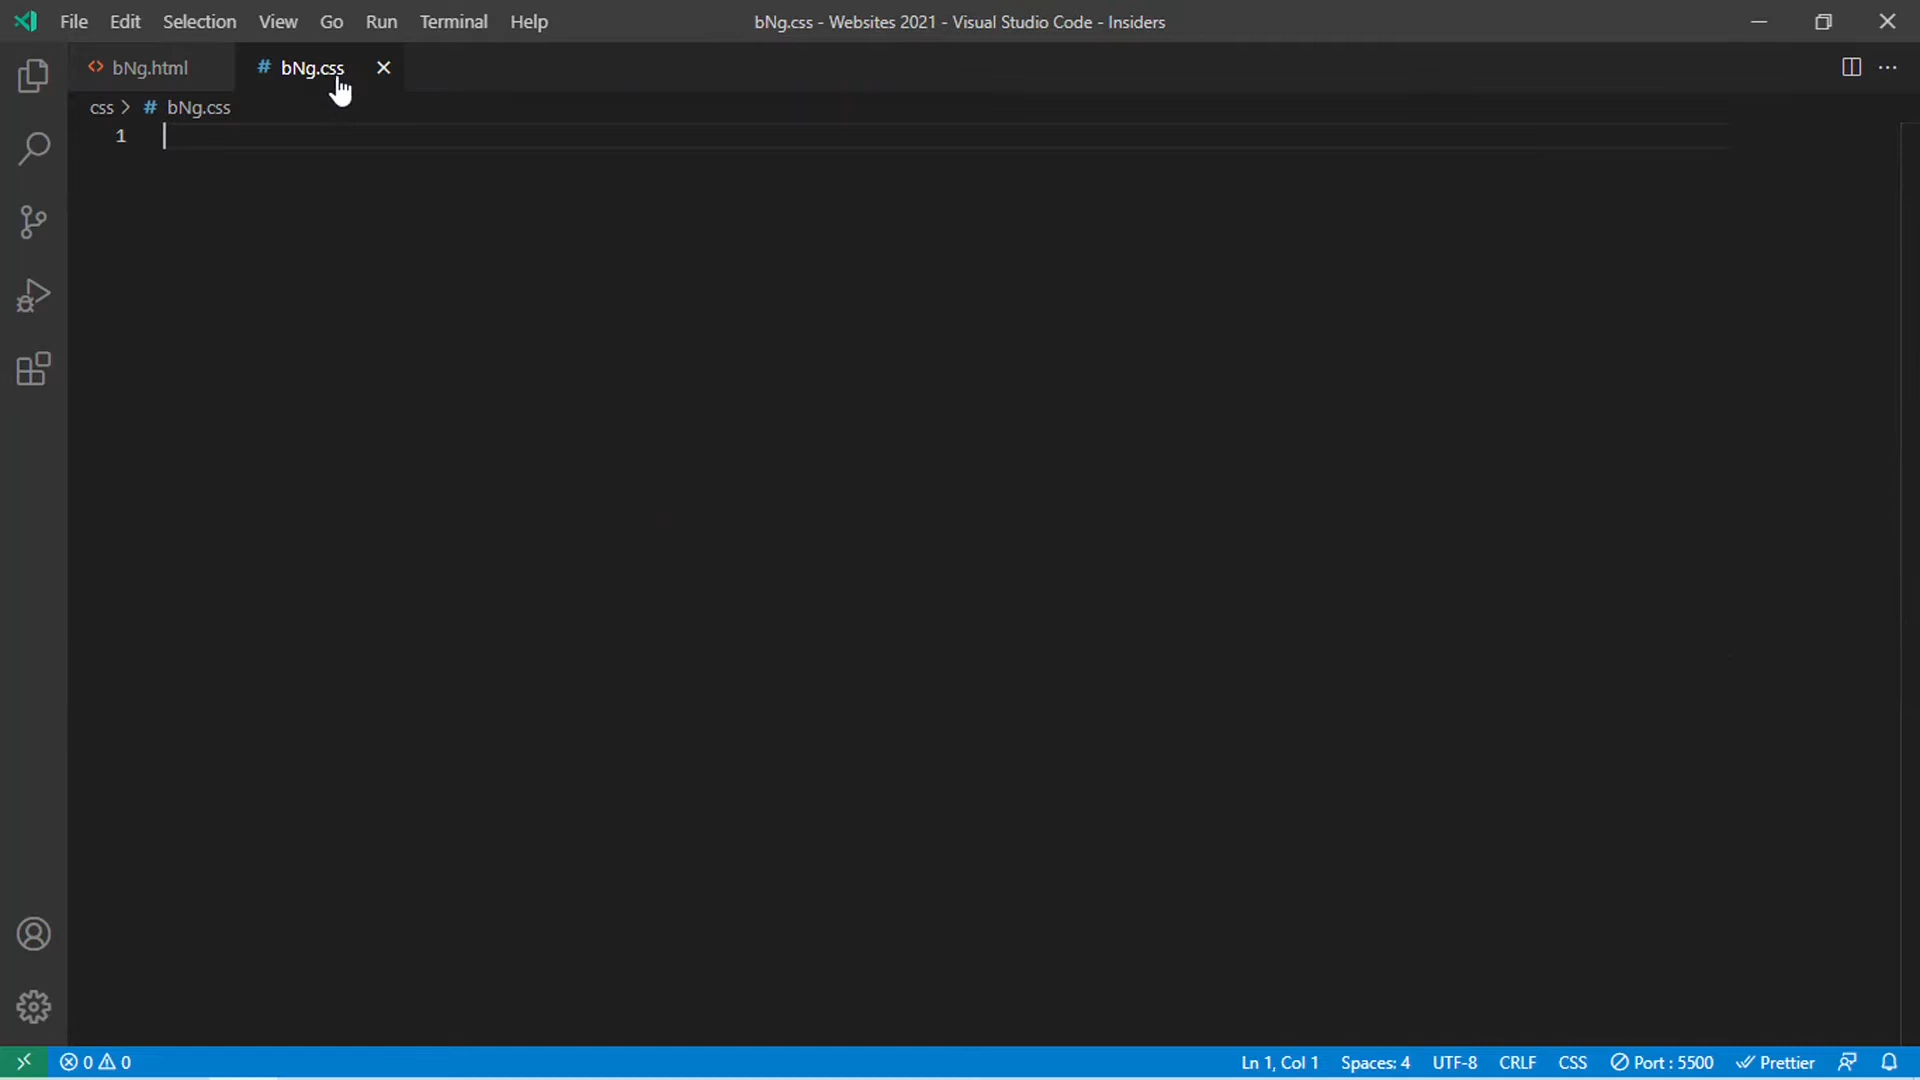 File Edit Selection View Go Run Terminal Help bNg.css - Websites 2021 - Visual Studio Code - Insiders
bNg.html # bNg.css
css > # bNg.css
1
0 0 Ln 1, Col 1 Spaces: 4 UTF-8 CRLF CSS Port : 5500 Prettier